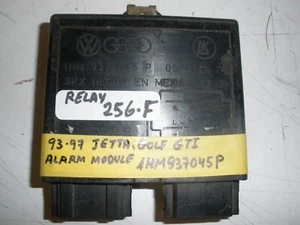 1HM 937 045 P
RELAY
256.F
93-97 JETTA, GOLF GTI
ALARM MODULE 1HM937045P